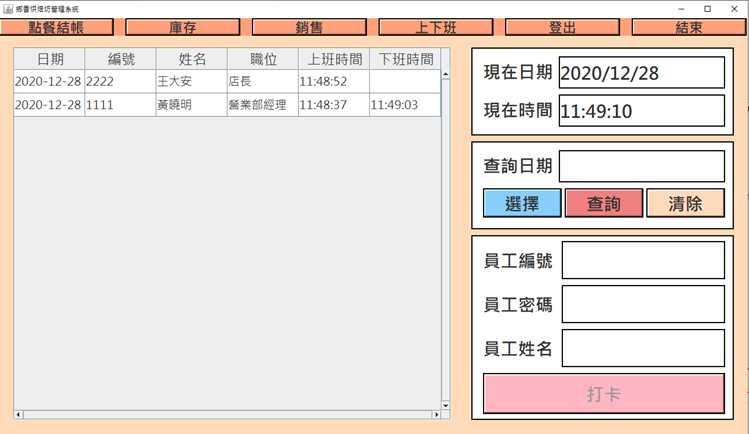 娜香烘焙坊管理系統
點餐結帳 庫存 銷售 上下班 登出 結束
日期 編號 姓名 職位 上班時間 下班時間
2020-12-28 2222 王大安 店長 11:48:52
2020-12-28 1111 黃曉明 營業部經理 11:48:37 11:49:03
現在日期 2020/12/28
現在時間 11:49:10
查詢日期
選擇 查詢 清除
員工編號
員工密碼
員工姓名
打卡